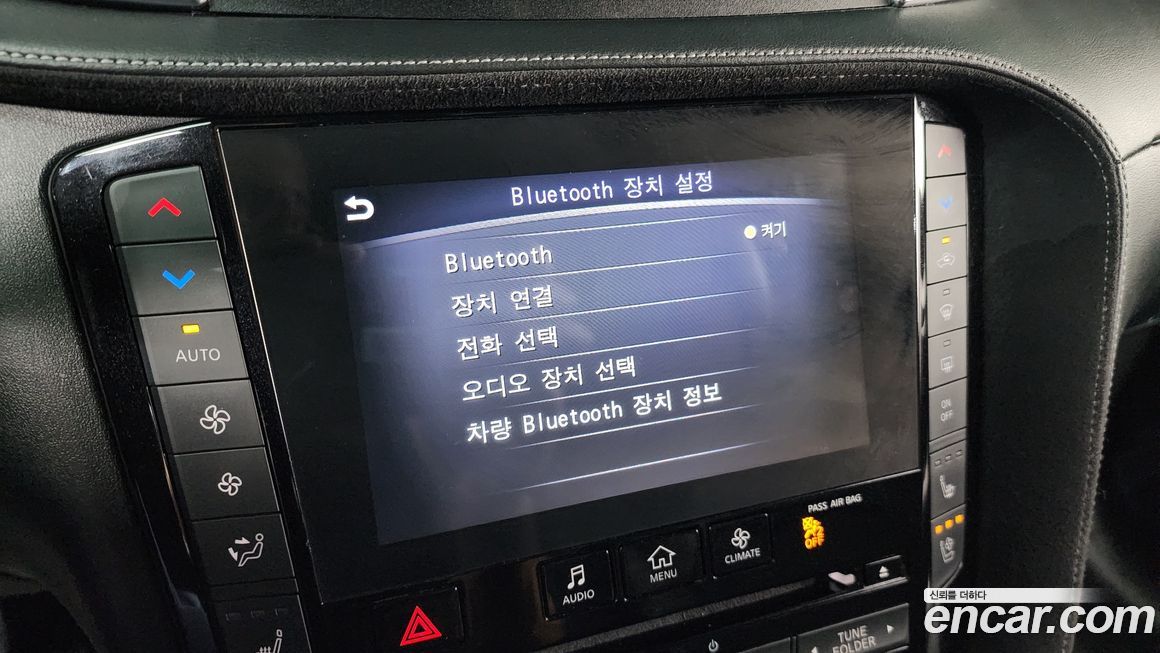 Bluetooth 장치 설정
Bluetooth
켜기
장치 연결
전화 선택
오디오 장치 선택
차량 Bluetooth 장치 정보
AUTO
ON
OFF
PASS AIR BAG
OFF
AUDIO
MENU
CLIMATE
TUNE
FOLDER
신뢰를 더하다
encar.com